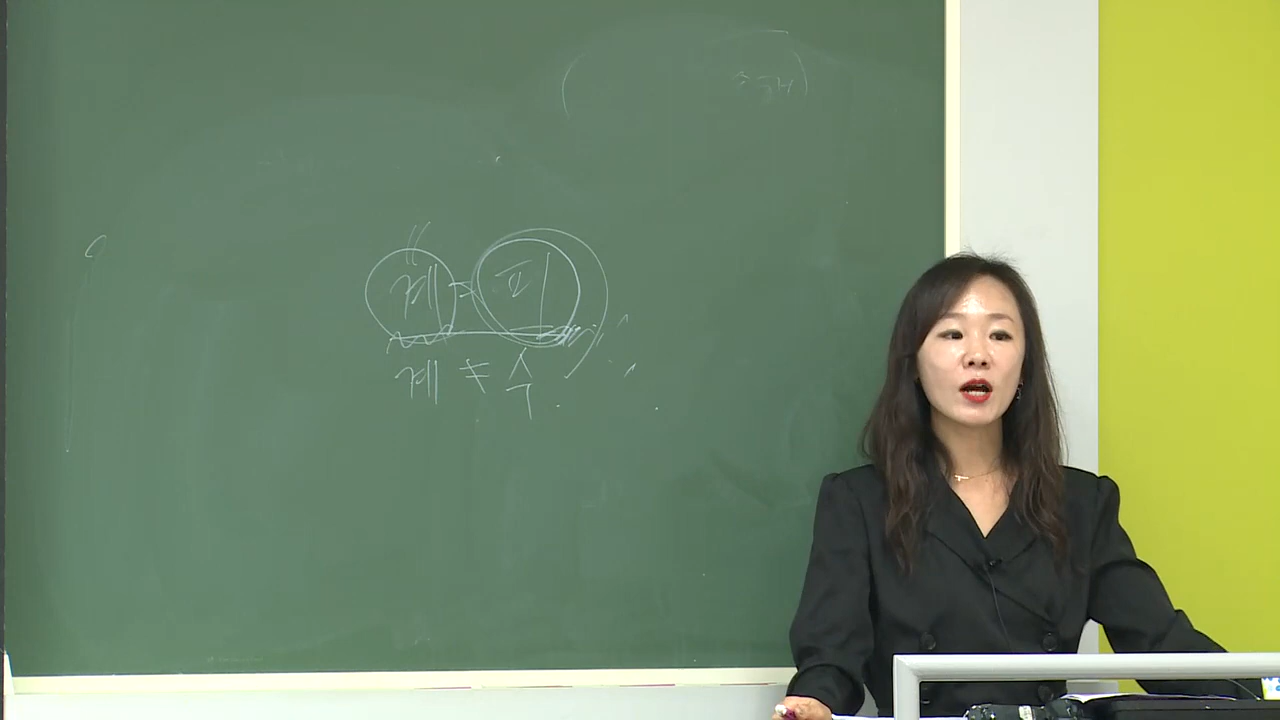 계 = 피
계 ≠ 수